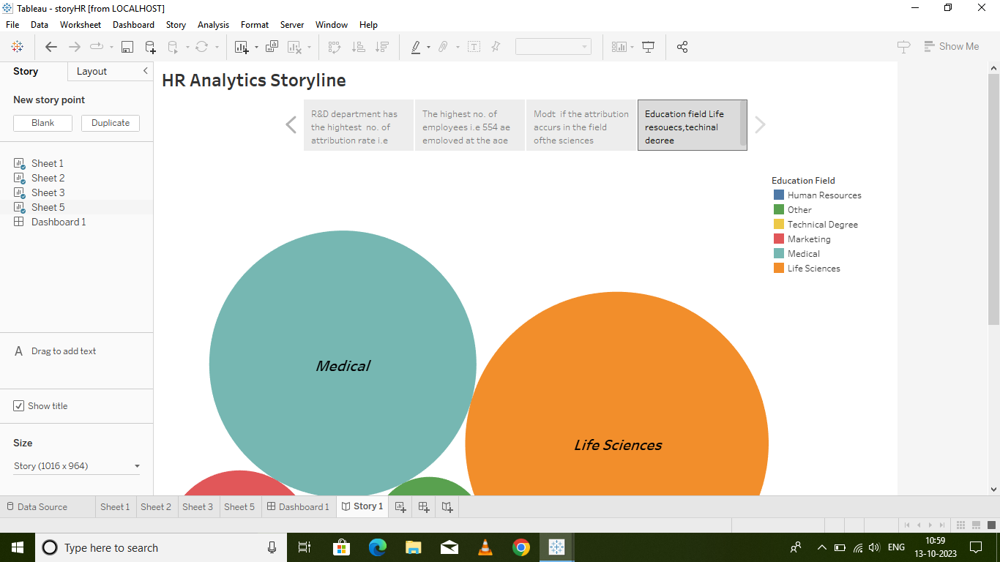 Tableau - storyHR [from LOCALHOST]
File Data Worksheet Dashboard Story Analysis Format Server Window Help
Show Me
Story Layout
New story point
Blank Duplicate
Sheet 1
Sheet 2
Sheet 3
Sheet 5
Dashboard 1
A Drag to add text
Show title
Size
Story (1016 x 964)
HR Analytics Storyline
R&D department has
the hightest no. of
attribution rate i.e
The highest no. of
employees i.e 554 ae
employed at the age
Modt if the attribution
accurs in the field
ofthe sciences
Education field Life
resouecs,techinal
degree
Education Field
Human Resources
Other
Technical Degree
Marketing
Medical
Life Sciences
Medical
Life Sciences
Data Source Sheet 1 Sheet 2 Sheet 3 Sheet 5 Dashboard 1 Story 1
Type here to search
ENG
10:59
13-10-2023